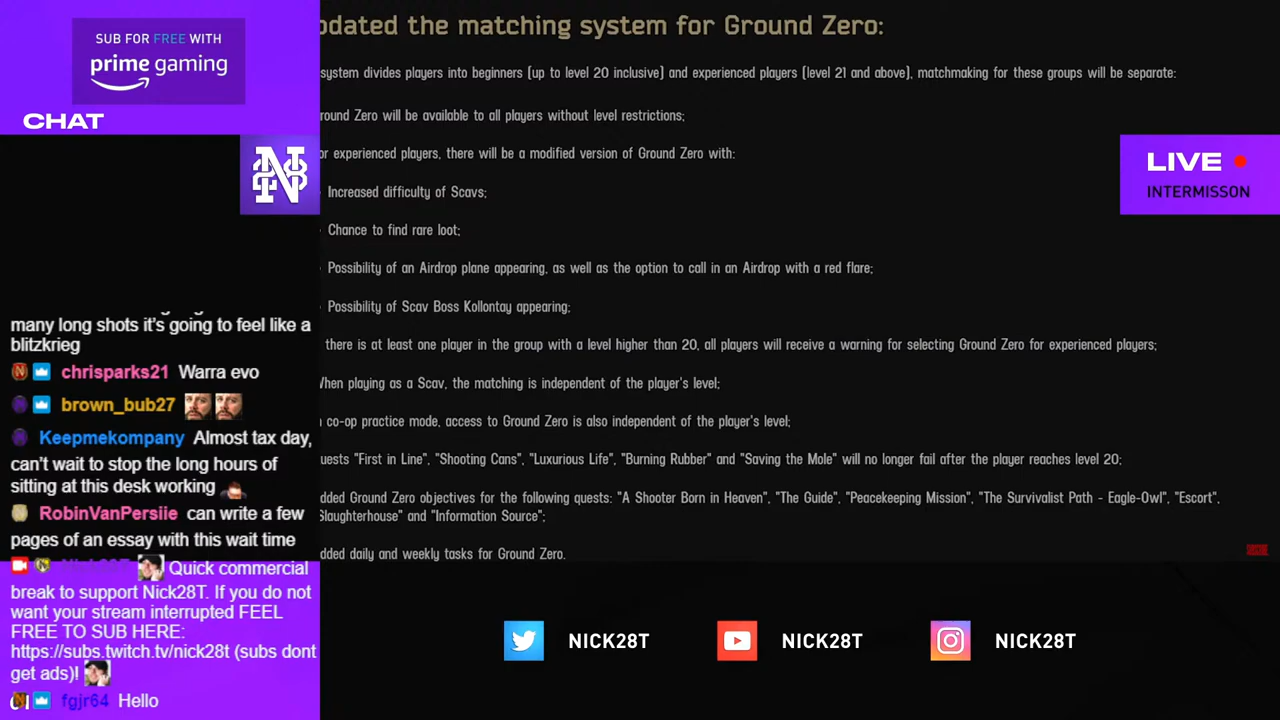 SUB FOR FREE WITH
prime gaming
CHAT
LIVE
INTERMISSON
pdated the matching system for Ground Zero:
system divides players into beginners (up to level 20 inclusive) and experienced players (level 21 and above), matchmaking for these groups will be separate:
round Zero will be available to all players without level restrictions;
or experienced players, there will be a modified version of Ground Zero with:
Increased difficulty of Scavs;
Chance to find rare loot;
Possibility of an Airdrop plane appearing, as well as the option to call in an Airdrop with a red flare;
Possibility of Scav Boss Kollontay appearing;
there is at least one player in the group with a level higher than 20, all players will receive a warning for selecting Ground Zero for experienced players;
When playing as a Scav, the matching is independent of the player's level;
co-op practice mode, access to Ground Zero is also independent of the player's level;
uests "First in Line", "Shooting Cans", "Luxurious Life", "Burning Rubber" and "Saving the Mole" will no longer fail after the player reaches level 20;
dded Ground Zero objectives for the following quests: "A Shooter Born in Heaven", "The Guide", "Peacekeeping Mission", "The Survivalist Path - Eagle-Owl", "Escort",
Slaughterhouse" and "Information Source";
dded daily and weekly tasks for Ground Zero.
many long shots it's going to feel like a
blitzkrieg
chrisparks21 Warra evo
brown_bub27
Keepmekompany Almost tax day,
can't wait to stop the long hours of
sitting at this desk working
RobinVanPersiie can write a few
pages of an essay with this wait time
Nick28T Quick commercial
break to support Nick28T. If you do not
want your stream interrupted FEEL
FREE TO SUB HERE:
https://subs.twitch.tv/nick28t (subs dont
get ads)!
fgjr64 Hello
NICK28T
NICK28T
NICK28T